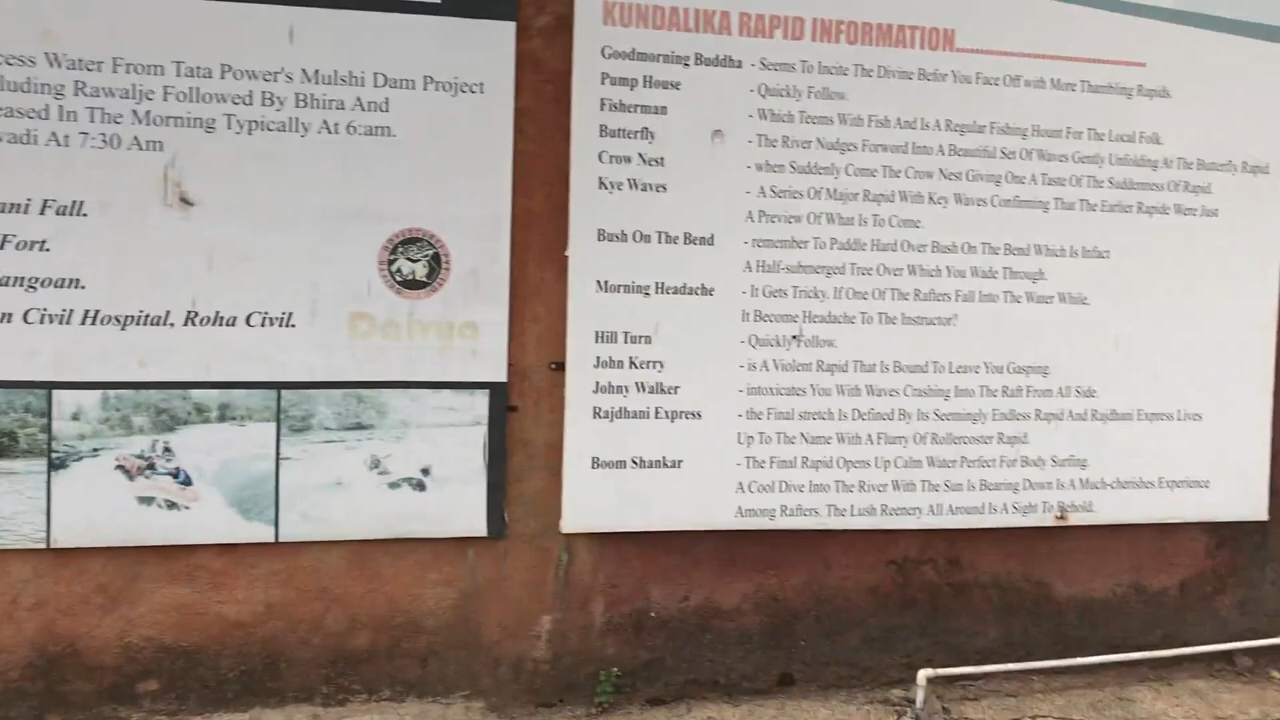 cess Water From Tata Power's Mulshi Dam Project
luding Rawalje Followed By Bhira And
eased In The Morning Typically At 6:am.
vadi At 7:30 Am
ani Fall.
Fort.
angoan.
n Civil Hospital, Roha Civil.
Daivya
KUNDALIKA RAPID INFORMATION
Goodmorning Buddha - Seems To Incite The Divine Befor You Face Off with More Thambling Rapids.
Pump House - Quickly Follow.
Fisherman - Which Teems With Fish And Is A Regular Fishing Hount For The Local Folk.
Butterfly - The River Nudges Forword Into A Beautiful Set Of Waves Gently Unfolding At The Butterfly Rapid.
Crow Nest - when Suddenly Come The Crow Nest Giving One A Taste Of The Suddenness Of Rapid.
Kye Waves - A Series Of Major Rapid With Key Waves Confirming That The Earlier Rapide Were Just
A Preview Of What Is To Come.
Bush On The Bend - remember To Paddle Hard Over Bush On The Bend Which Is Infact
A Half-submerged Tree Over Which You Wade Through.
Morning Headache - It Gets Tricky. If One Of The Rafters Fall Into The Water While.
It Become Headache To The Instructor?
Hill Turn - Quickly Follow.
John Kerry - is A Violent Rapid That Is Bound To Leave You Gasping.
Johny Walker - intoxicates You With Waves Crashing Into The Raft From All Side.
Rajdhani Express - the Final stretch Is Defined By Its Seemingly Endless Rapid And Rajdhani Express Lives
Up To The Name With A Flurry Of Rollercoster Rapid.
Boom Shankar - The Final Rapid Opens Up Calm Water Perfect For Body Surfing.
A Cool Dive Into The River With The Sun Is Bearing Down Is A Much-cherishes Experience
Among Rafters. The Lush Reenery All Around Is A Sight To Behold.